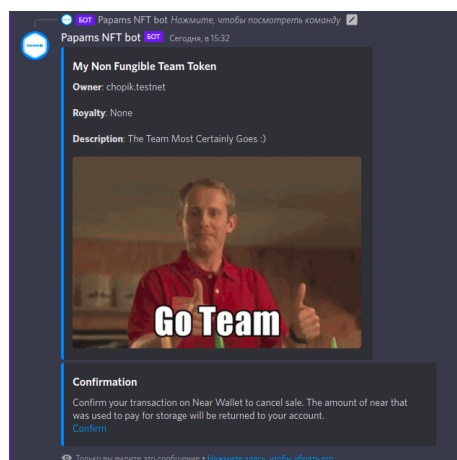 БОТ Papams NFT bot Нажмите, чтобы посмотреть команду
Papams NFT bot БОТ Сегодня, в 15:32
My Non Fungible Team Token
Owner: chopik.testnet
Royalty: None
Description: The Team Most Certainly Goes :)
Go Team
Confirmation
Confirm your transaction on Near Wallet to cancel sale. The amount of near that
was used to pay for storage will be returned to your account.
Confirm
Только вы видите это сообщение • Нажмите здесь, чтобы убрать его